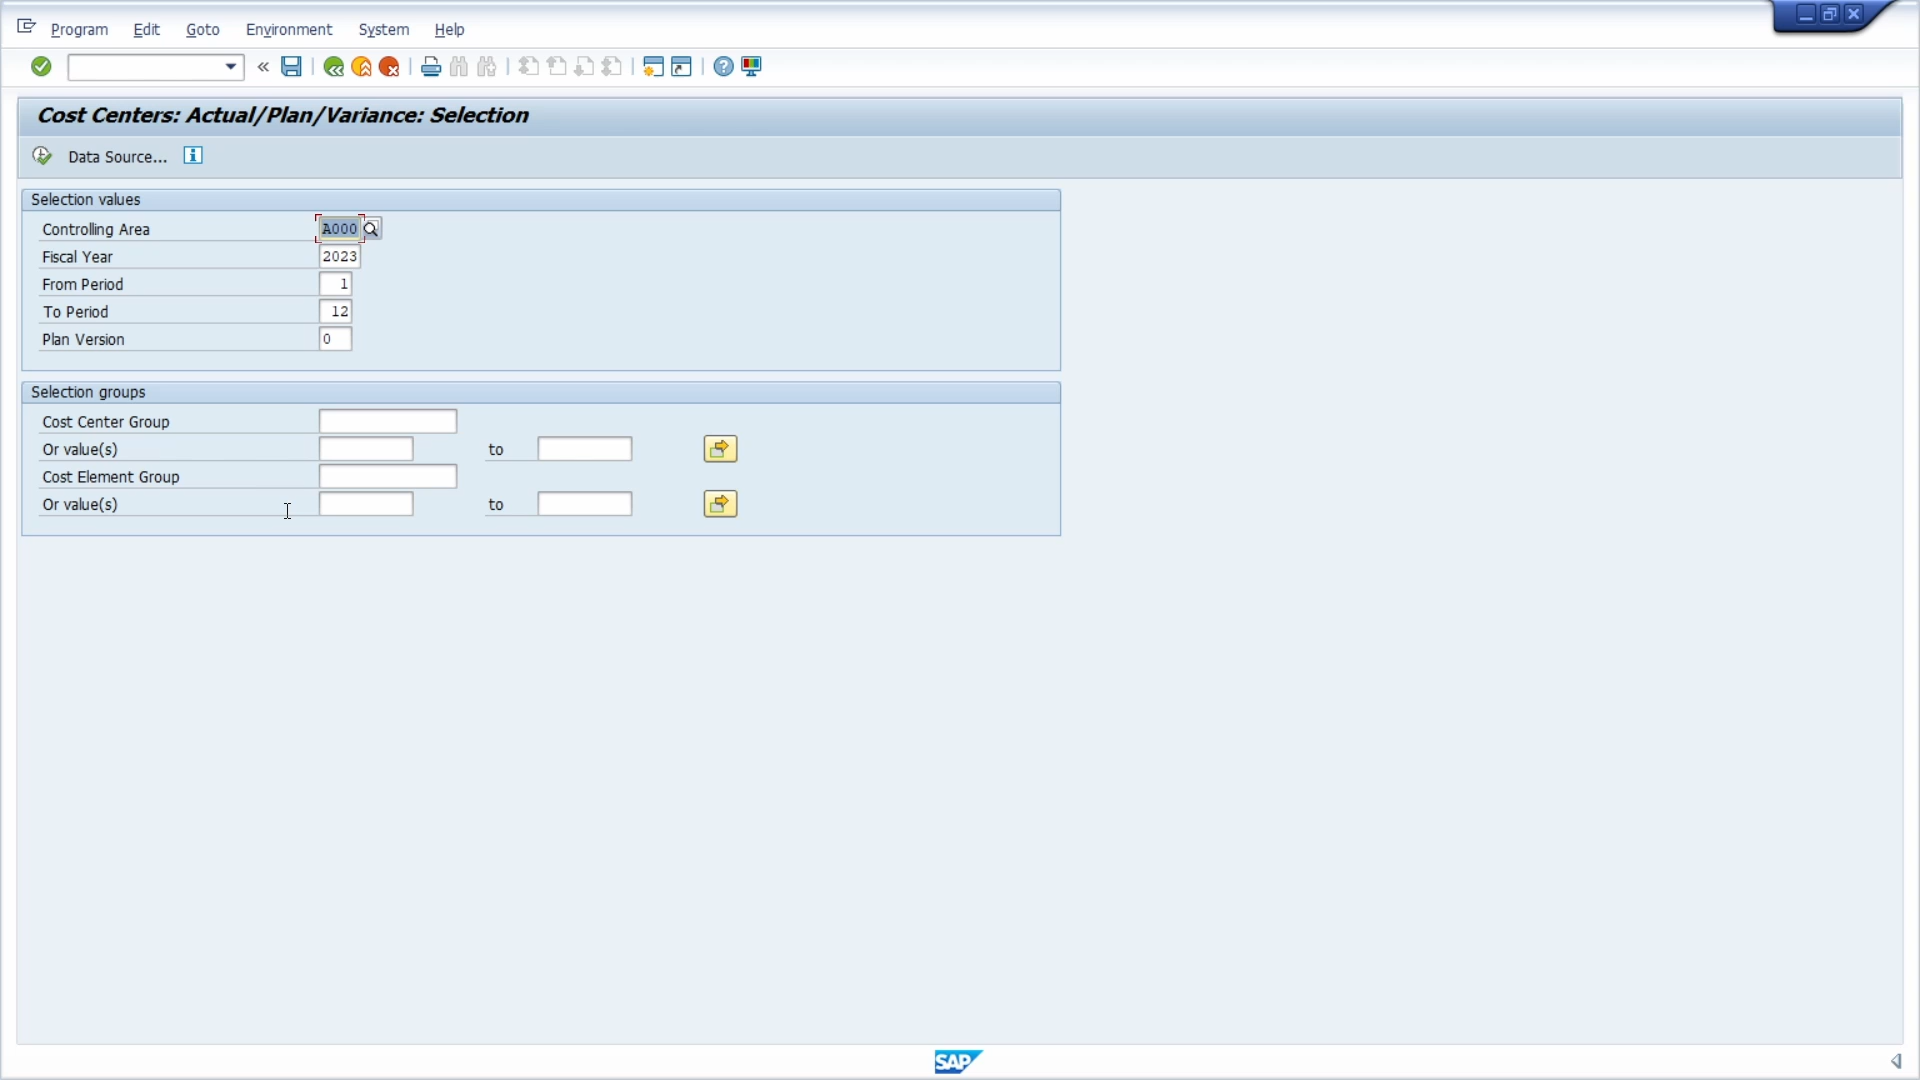 Program Edit Goto Environment System Help
Cost Centers: Actual/Plan/Variance: Selection
Data Source...
Selection values
Controlling Area A000
Fiscal Year 2023
From Period 1
To Period 12
Plan Version 0
Selection groups
Cost Center Group
Or value(s) to
Cost Element Group
Or value(s) to
SAP